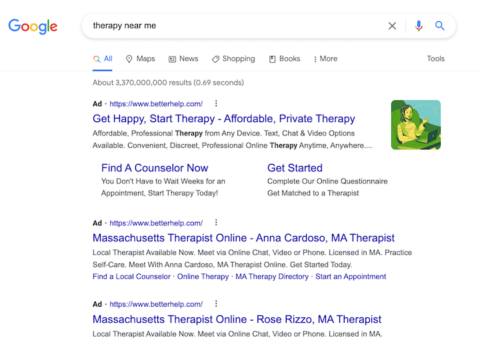 Google
therapy near me
All Maps News Shopping Books More Tools
About 3,370,000,000 results (0.69 seconds)
Ad · https://www.betterhelp.com/
Get Happy, Start Therapy - Affordable, Private Therapy
Affordable, Professional Therapy from Any Device. Text, Chat & Video Options
Available. Convenient, Discreet, Professional Online Therapy Anytime, Anywhere....
Find A Counselor Now Get Started
You Don't Have to Wait Weeks for an Complete Our Online Questionnaire
Appointment, Start Therapy Today! Get Matched to a Therapist
Ad · https://www.betterhelp.com/
Massachusetts Therapist Online - Anna Cardoso, MA Therapist
Local Therapist Available Now. Meet via Online Chat, Video or Phone. Licensed in MA. Practice
Self-Care. Meet With Anna Cardoso, MA Therapist Online. Get Started Today.
Find a Local Counselor · Online Therapy · MA Therapy Directory · Start an Appointment
Ad · https://www.betterhelp.com/
Massachusetts Therapist Online - Rose Rizzo, MA Therapist
Local Therapist Available Now. Meet via Online Chat, Video or Phone. Licensed in MA.